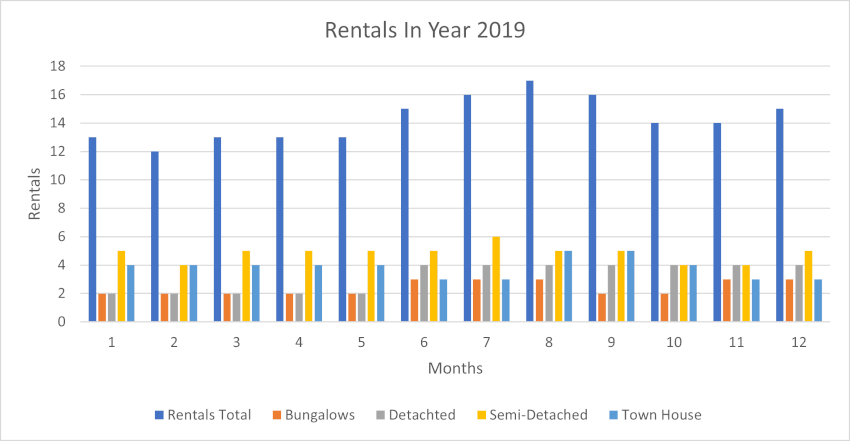 Rentals In Year 2019
18
16
14
12
10
8
6
4
2
0
Rentals
1 2 3 4 5 6 7 8 9 10 11 12
Months
Rentals Total Bungalows Detachted Semi-Detached Town House